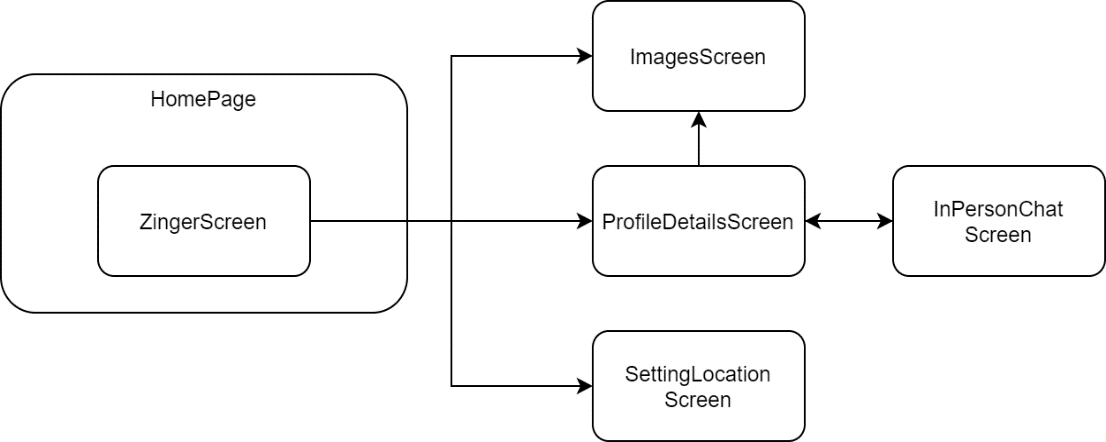 HomePage
ZingerScreen
ImagesScreen
ProfileDetailsScreen
InPersonChat
Screen
SettingLocation
Screen